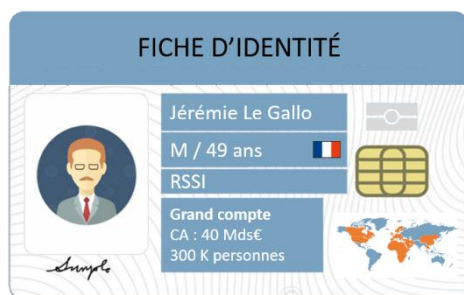 FICHE D'IDENTITÉ
Jérémie Le Gallo
M / 49 ans
RSSI
Grand compte
CA : 40 Mds€
300 K personnes